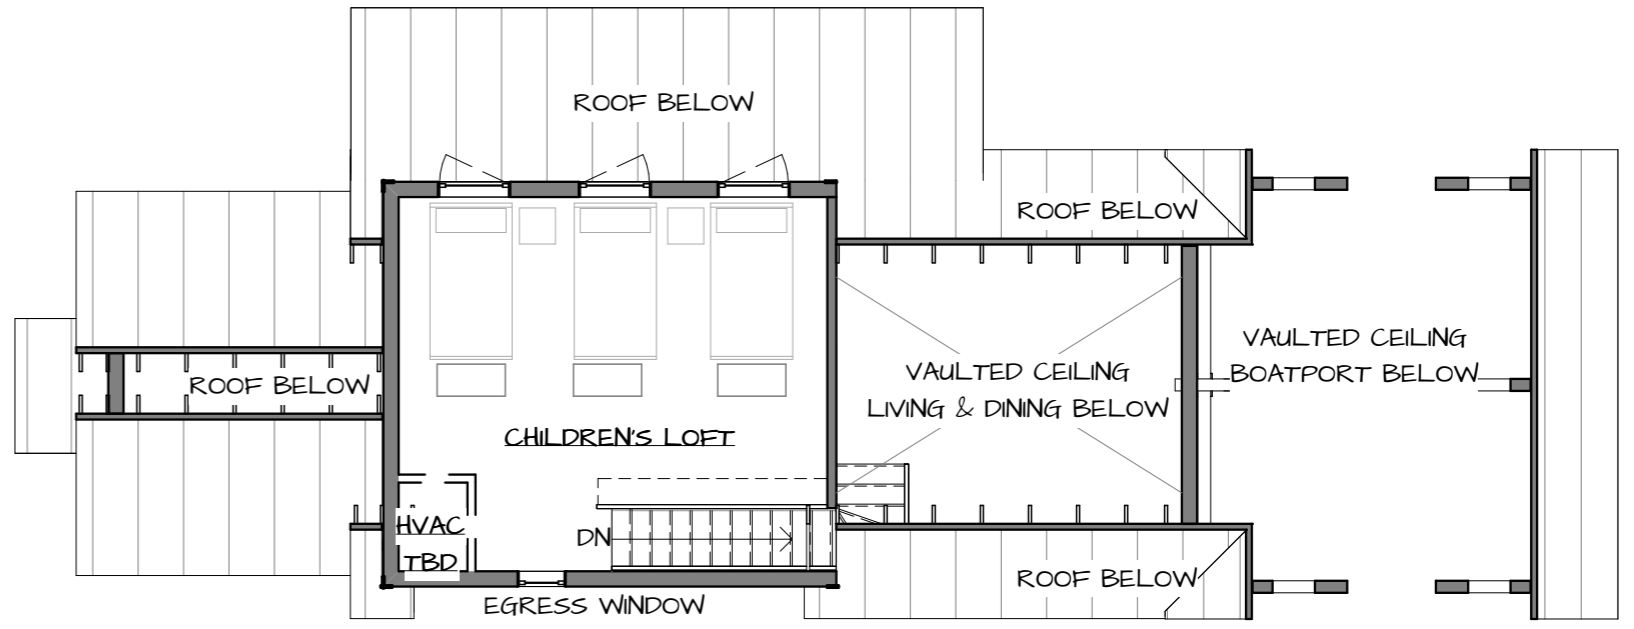 ROOF BELOW
ROOF BELOW
VAULTED CEILING
BOATPORT BELOW
ROOF BELOW
VAULTED CEILING
LIVING & DINING BELOW
CHILDREN'S LOFT
HVAC
TBD
DN
ROOF BELOW
EGRESS WINDOW